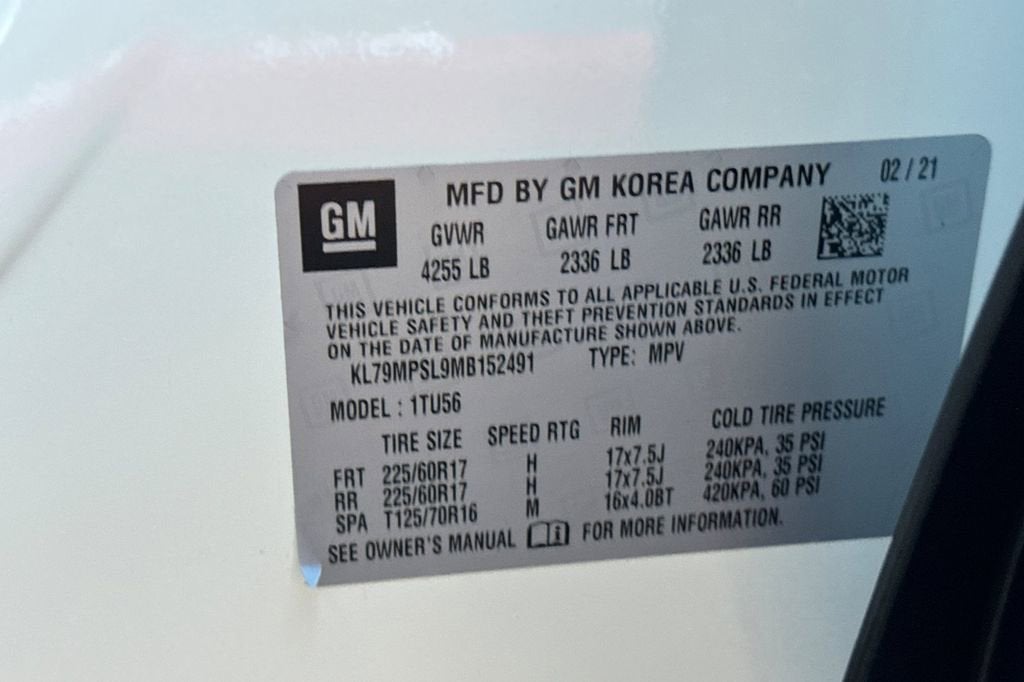 GM
MFD BY GM KOREA COMPANY 02 / 21
GVWR GAWR FRT GAWR RR
4255 LB 2336 LB 2336 LB
THIS VEHICLE CONFORMS TO ALL APPLICABLE U.S. FEDERAL MOTOR
VEHICLE SAFETY AND THEFT PREVENTION STANDARDS IN EFFECT
ON THE DATE OF MANUFACTURE SHOWN ABOVE.
KL79MPSL9MB152491 TYPE: MPV
MODEL : 1TU56
TIRE SIZE SPEED RTG RIM COLD TIRE PRESSURE
FRT 225/60R17 H 17x7.5J 240KPA, 35 PSI
RR 225/60R17 H 17x7.5J 240KPA, 35 PSI
SPA T125/70R16 M 16x4.0BT 420KPA, 60 PSI
SEE OWNER'S MANUAL i FOR MORE INFORMATION.